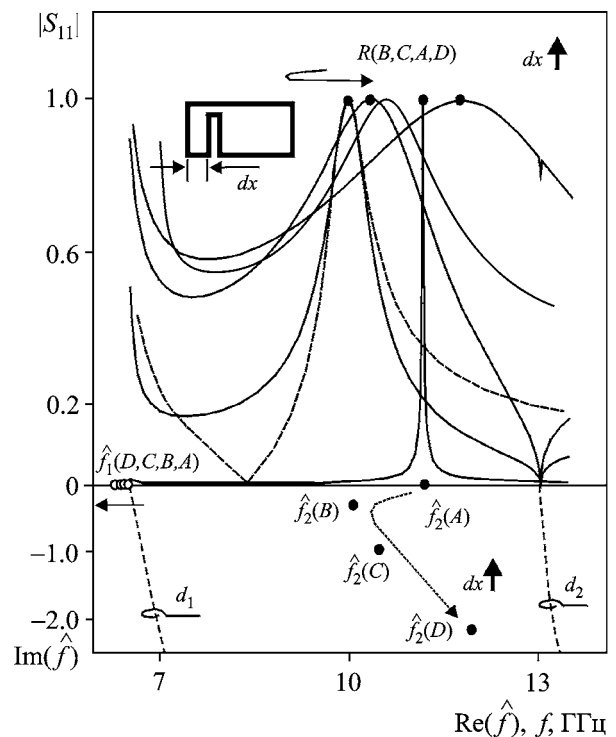 |S₁₁|
R(B,C,A,D)
dx
1.0
dx
0.6
0.2
f̂₁(D,C,B,A)
0
f̂₂(B)
f̂₂(A)
−1.0
f̂₂(C)
dx
d₁
d₂
−2.0
f̂₂(D)
Im(f̂)
7
10
13
Re(f̂), f, ГГц